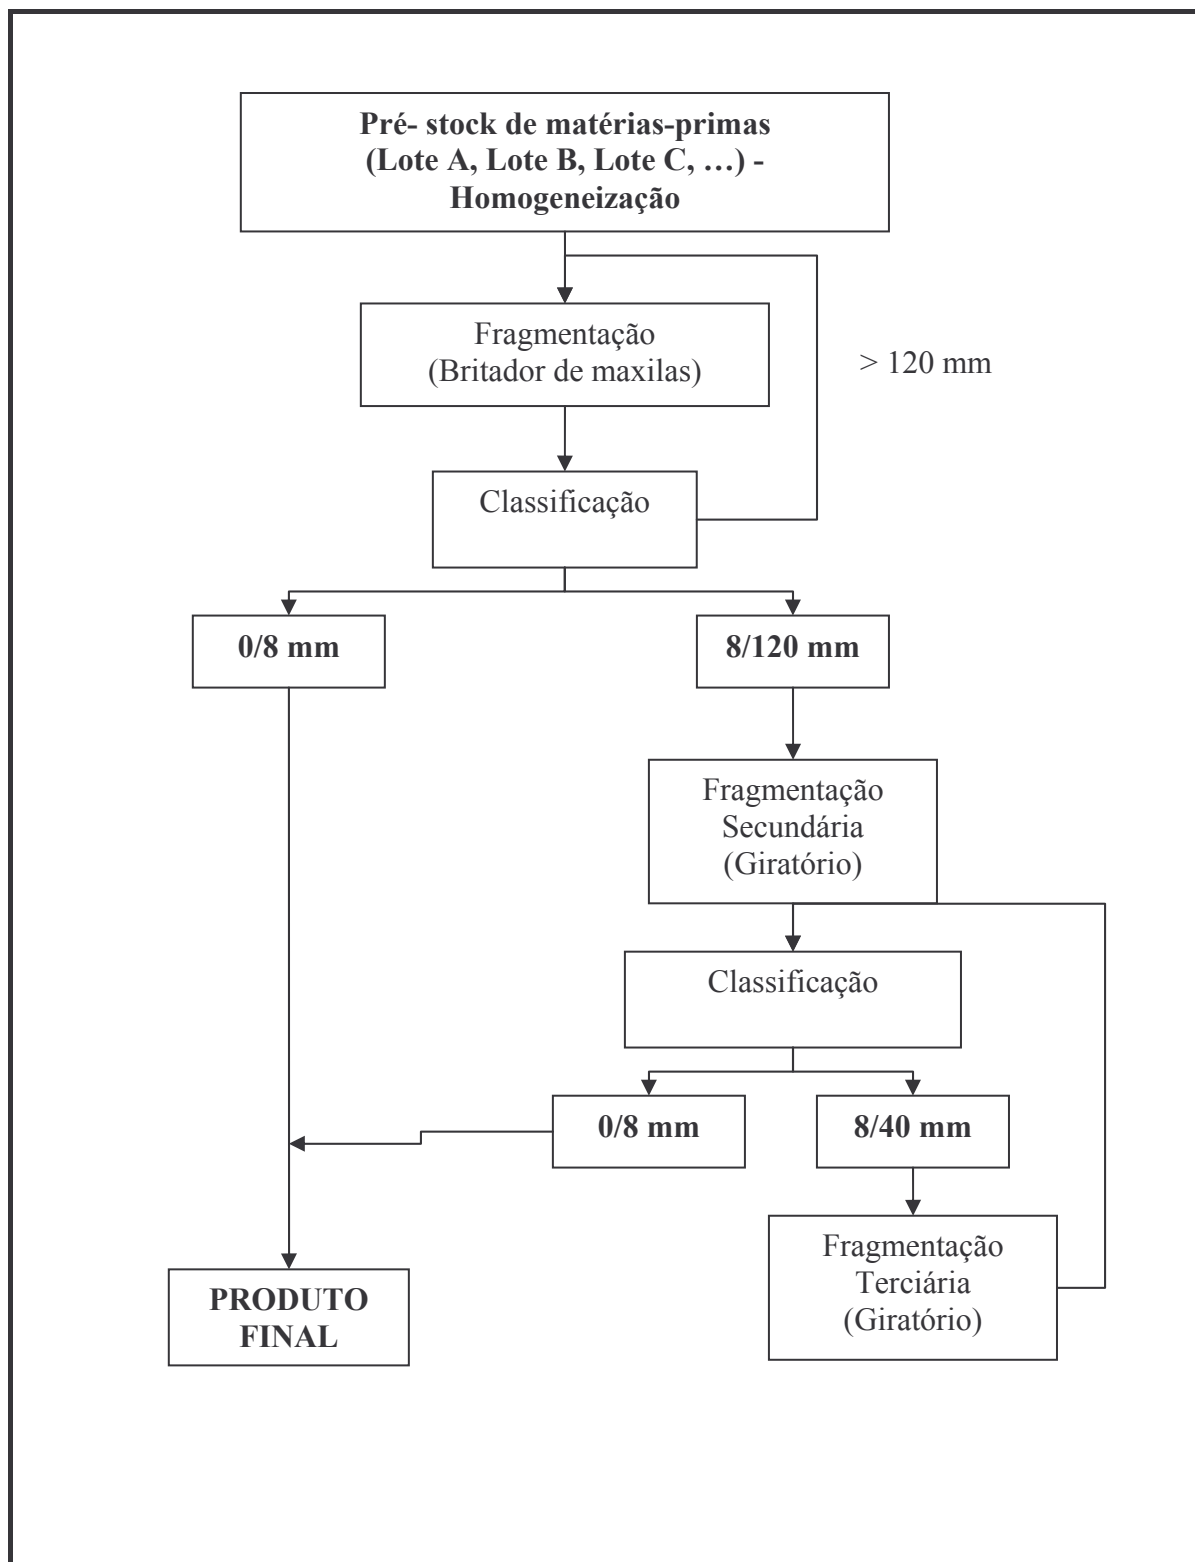 Pré- stock de matérias-primas
(Lote A, Lote B, Lote C, …) -
Homogeneização
Fragmentação
(Britador de maxilas)
> 120 mm
Classificação
0/8 mm
8/120 mm
Fragmentação
Secundária
(Giratório)
Classificação
0/8 mm
8/40 mm
Fragmentação
Terciária
(Giratório)
PRODUTO
FINAL